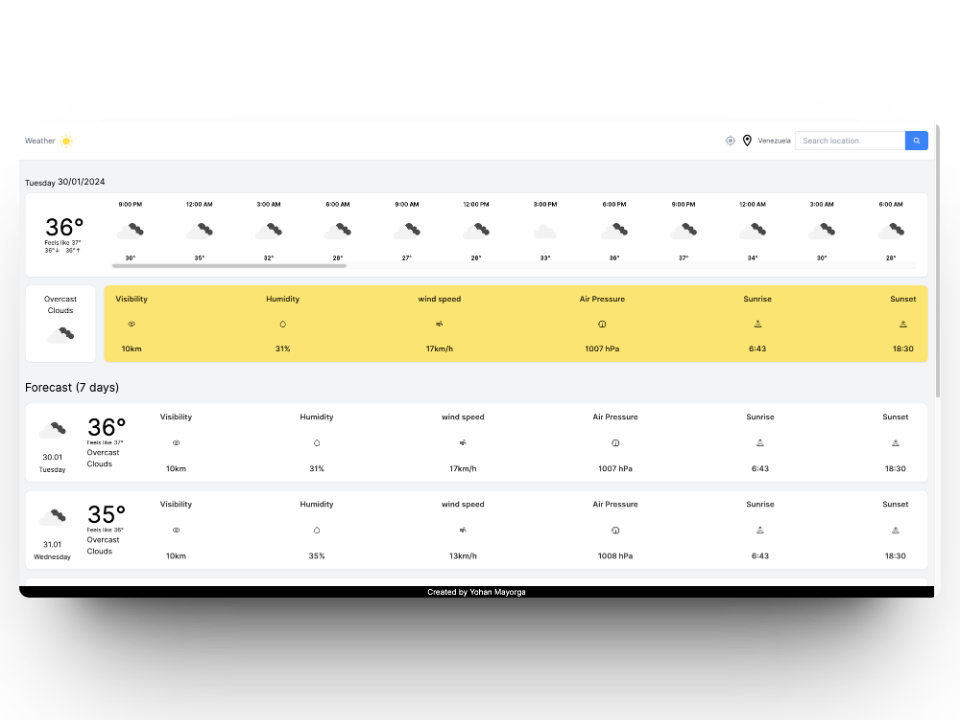 Weather
Venezuela
Search location
Tuesday 30/01/2024
9:00 PM 12:00 AM 3:00 AM 6:00 AM 9:00 AM 12:00 PM 3:00 PM 6:00 PM 9:00 PM 12:00 AM 3:00 AM 6:00 AM
36°
Feels like 37°
36°↓ 36°↑
36° 35° 32° 28° 27° 28° 33° 36° 37° 34° 30° 28°
Overcast
Clouds
Visibility Humidity wind speed Air Pressure Sunrise Sunset
10km 31% 17km/h 1007 hPa 6:43 18:30
Forecast (7 days)
30.01
Tuesday
36°
Feels like 37°
Overcast
Clouds
Visibility Humidity wind speed Air Pressure Sunrise Sunset
10km 31% 17km/h 1007 hPa 6:43 18:30
31.01
Wednesday
35°
Feels like 36°
Overcast
Clouds
Visibility Humidity wind speed Air Pressure Sunrise Sunset
10km 35% 13km/h 1008 hPa 6:43 18:30
Created by Yohan Mayorga